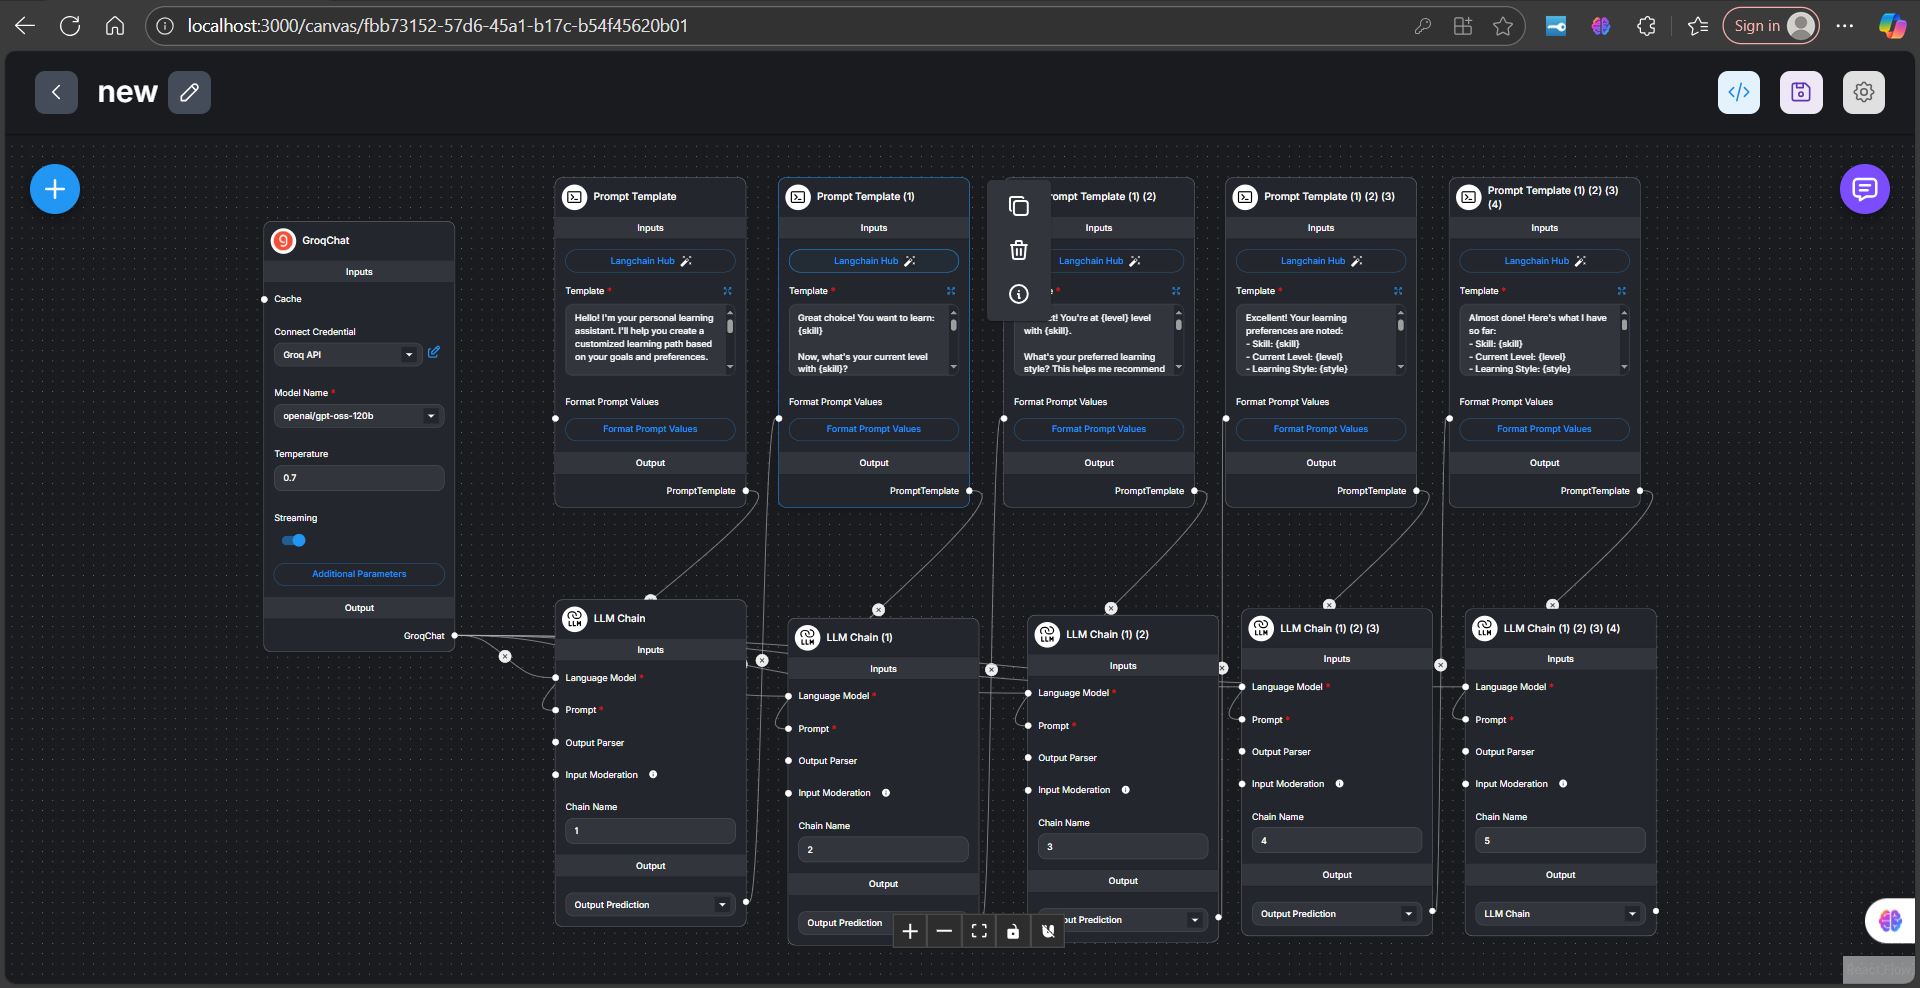 localhost:3000/canvas/fbb73152-57d6-45a1-b17c-b54f45620b01
Sign in
new
</>
GroqChat
Inputs
Cache
Connect Credential
Groq API
Model Name *
openai/gpt-oss-120b
Temperature
0.7
Streaming
Additional Parameters
Output
GroqChat
Prompt Template
Inputs
Langchain Hub
Template *
Hello! I'm your personal learning
assistant. I'll help you create a
customized learning path based
on your goals and preferences.
Format Prompt Values
Format Prompt Values
Output
PromptTemplate
Prompt Template (1)
Inputs
Langchain Hub
Template *
Great choice! You want to learn:
{skill}
Now, what's your current level
with {skill}?
Format Prompt Values
Format Prompt Values
Output
PromptTemplate
rompt Template (1) (2)
Inputs
Langchain Hub
e *
t! You're at {level} level
with {skill}.
What's your preferred learning
style? This helps me recommend
Format Prompt Values
Format Prompt Values
Output
PromptTemplate
Prompt Template (1) (2) (3)
Inputs
Langchain Hub
Template *
Excellent! Your learning
preferences are noted:
- Skill: {skill}
- Current Level: {level}
- Learning Style: {style}
Format Prompt Values
Format Prompt Values
Output
PromptTemplate
Prompt Template (1) (2) (3)
(4)
Inputs
Langchain Hub
Template *
Almost done! Here's what I have
so far:
- Skill: {skill}
- Current Level: {level}
- Learning Style: {style}
Format Prompt Values
Format Prompt Values
Output
PromptTemplate
LLM
LLM Chain
Inputs
Language Model *
Prompt *
Output Parser
Input Moderation
Chain Name
1
Output
Output Prediction
LLM
LLM Chain (1)
Inputs
Language Model *
Prompt *
Output Parser
Input Moderation
Chain Name
2
Output
Output Prediction
LLM
LLM Chain (1) (2)
Inputs
Language Model *
Prompt *
Output Parser
Input Moderation
Chain Name
3
Output
out Prediction
LLM
LLM Chain (1) (2) (3)
Inputs
Language Model *
Prompt *
Output Parser
Input Moderation
Chain Name
4
Output
Output Prediction
LLM
LLM Chain (1) (2) (3) (4)
Inputs
Language Model *
Prompt *
Output Parser
Input Moderation
Chain Name
5
Output
LLM Chain
React Flow